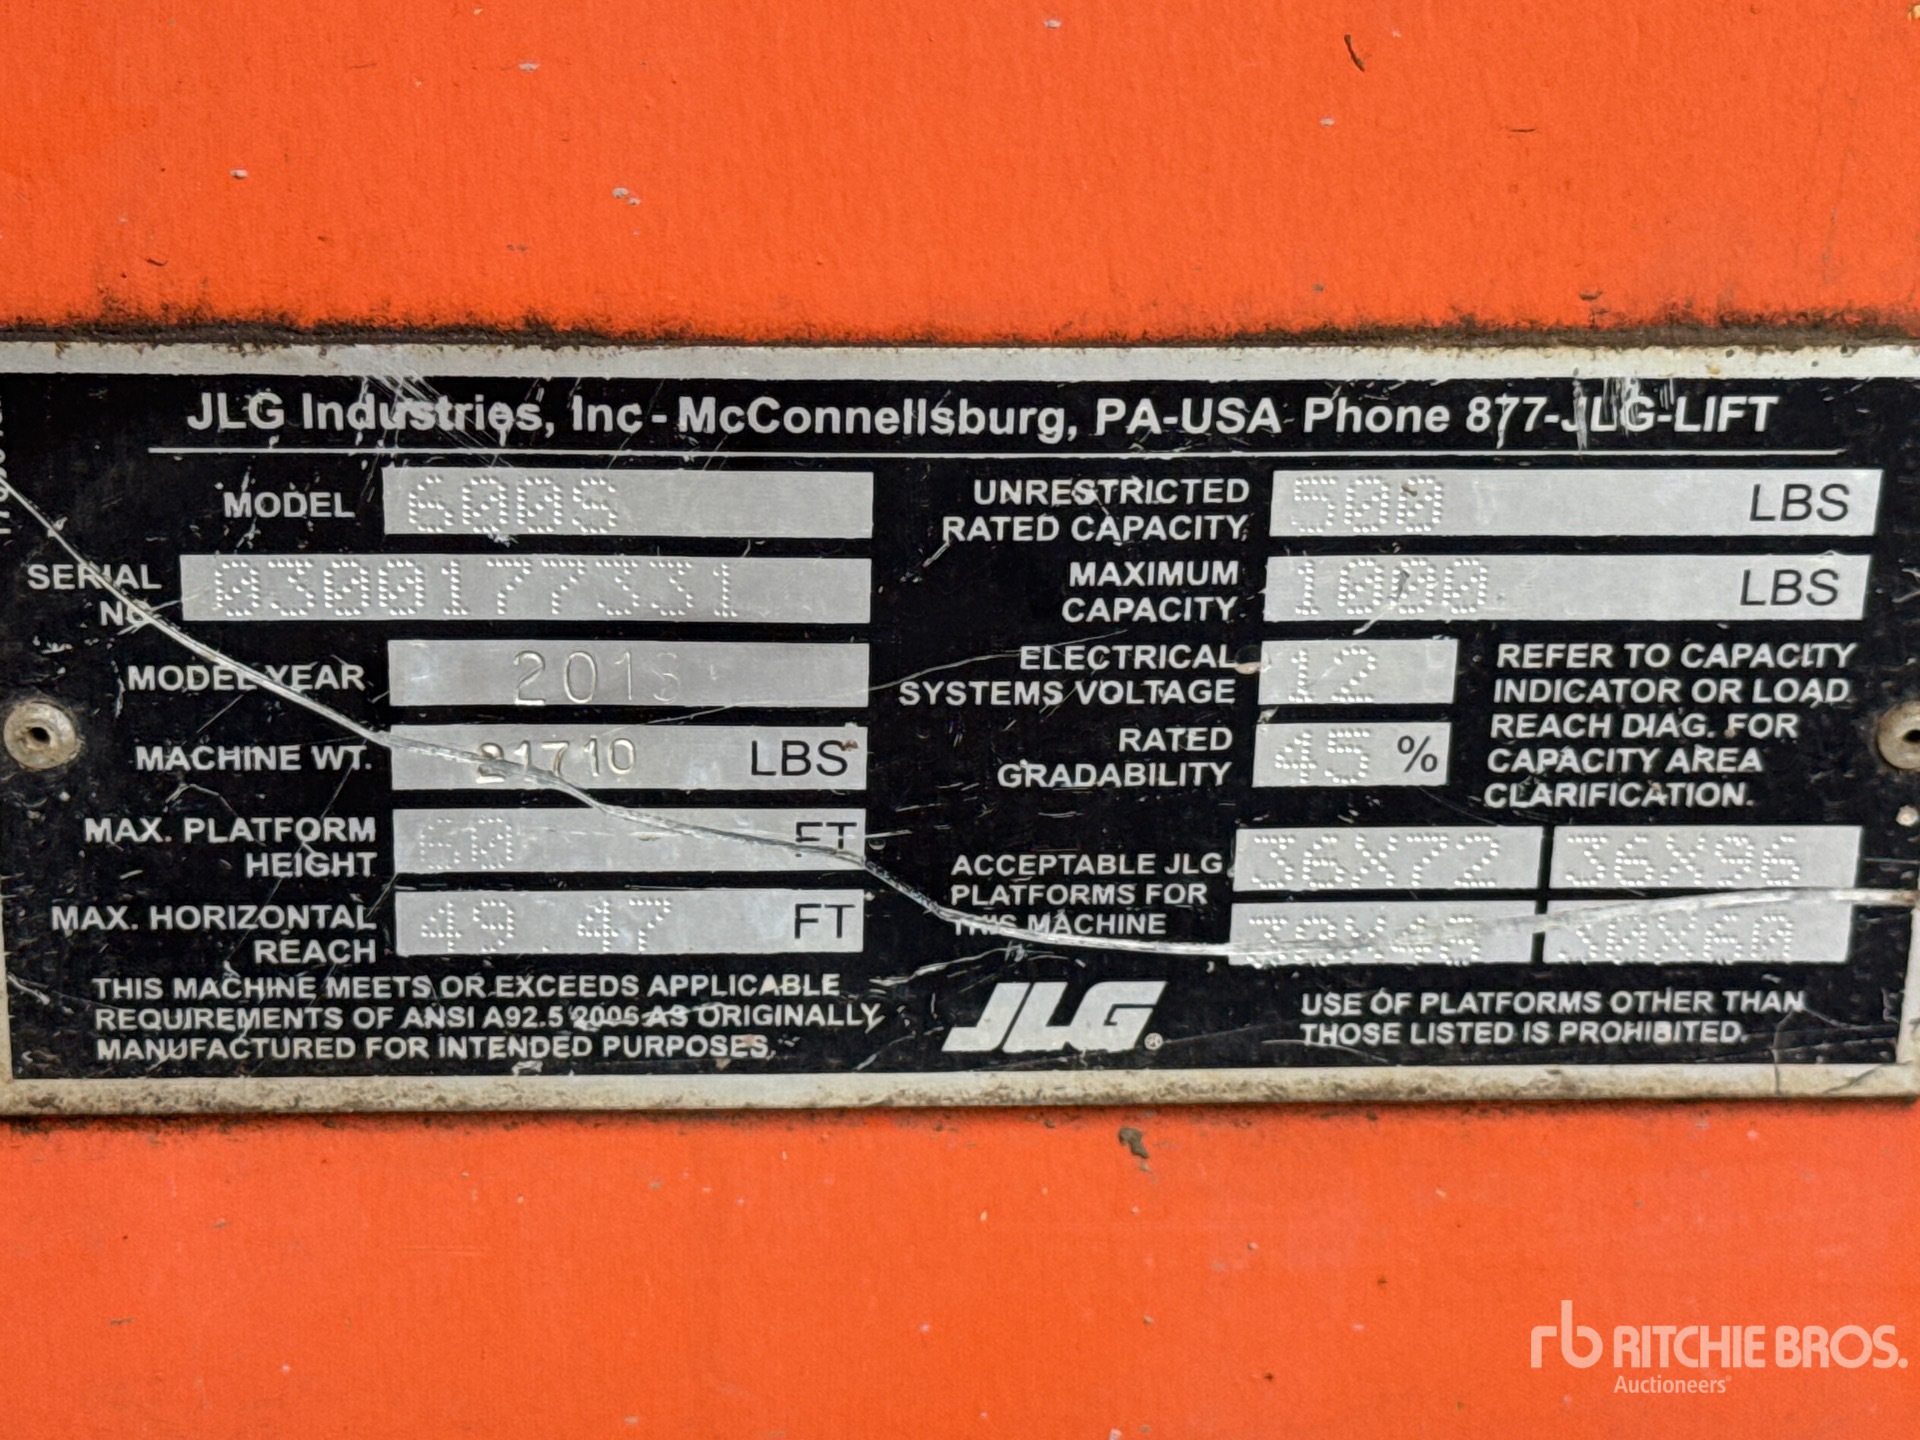 JLG Industries, Inc - McConnellsburg, PA-USA Phone 877-JLG-LIFT
MODEL 600S
SERIAL NO. 0300177331
MODEL YEAR
MACHINE WT. 21710 LBS
MAX. PLATFORM HEIGHT 60 FT
MAX. HORIZONTAL REACH 49.47 FT
THIS MACHINE MEETS OR EXCEEDS APPLICABLE
REQUIREMENTS OF ANSI A92.5 2006 AS ORIGINALLY
MANUFACTURED FOR INTENDED PURPOSES.
UNRESTRICTED
RATED CAPACITY 500 LBS
MAXIMUM
CAPACITY 1000 LBS
ELECTRICAL
SYSTEMS VOLTAGE 12
RATED
GRADABILITY 45 %
REFER TO CAPACITY
INDICATOR OR LOAD
REACH DIAG. FOR
CAPACITY AREA
CLARIFICATION.
ACCEPTABLE JLG
PLATFORMS FOR
THIS MACHINE
36X72 36X96
30X60
JLG®
USE OF PLATFORMS OTHER THAN
THOSE LISTED IS PROHIBITED.
rb RITCHIE BROS.
Auctioneers